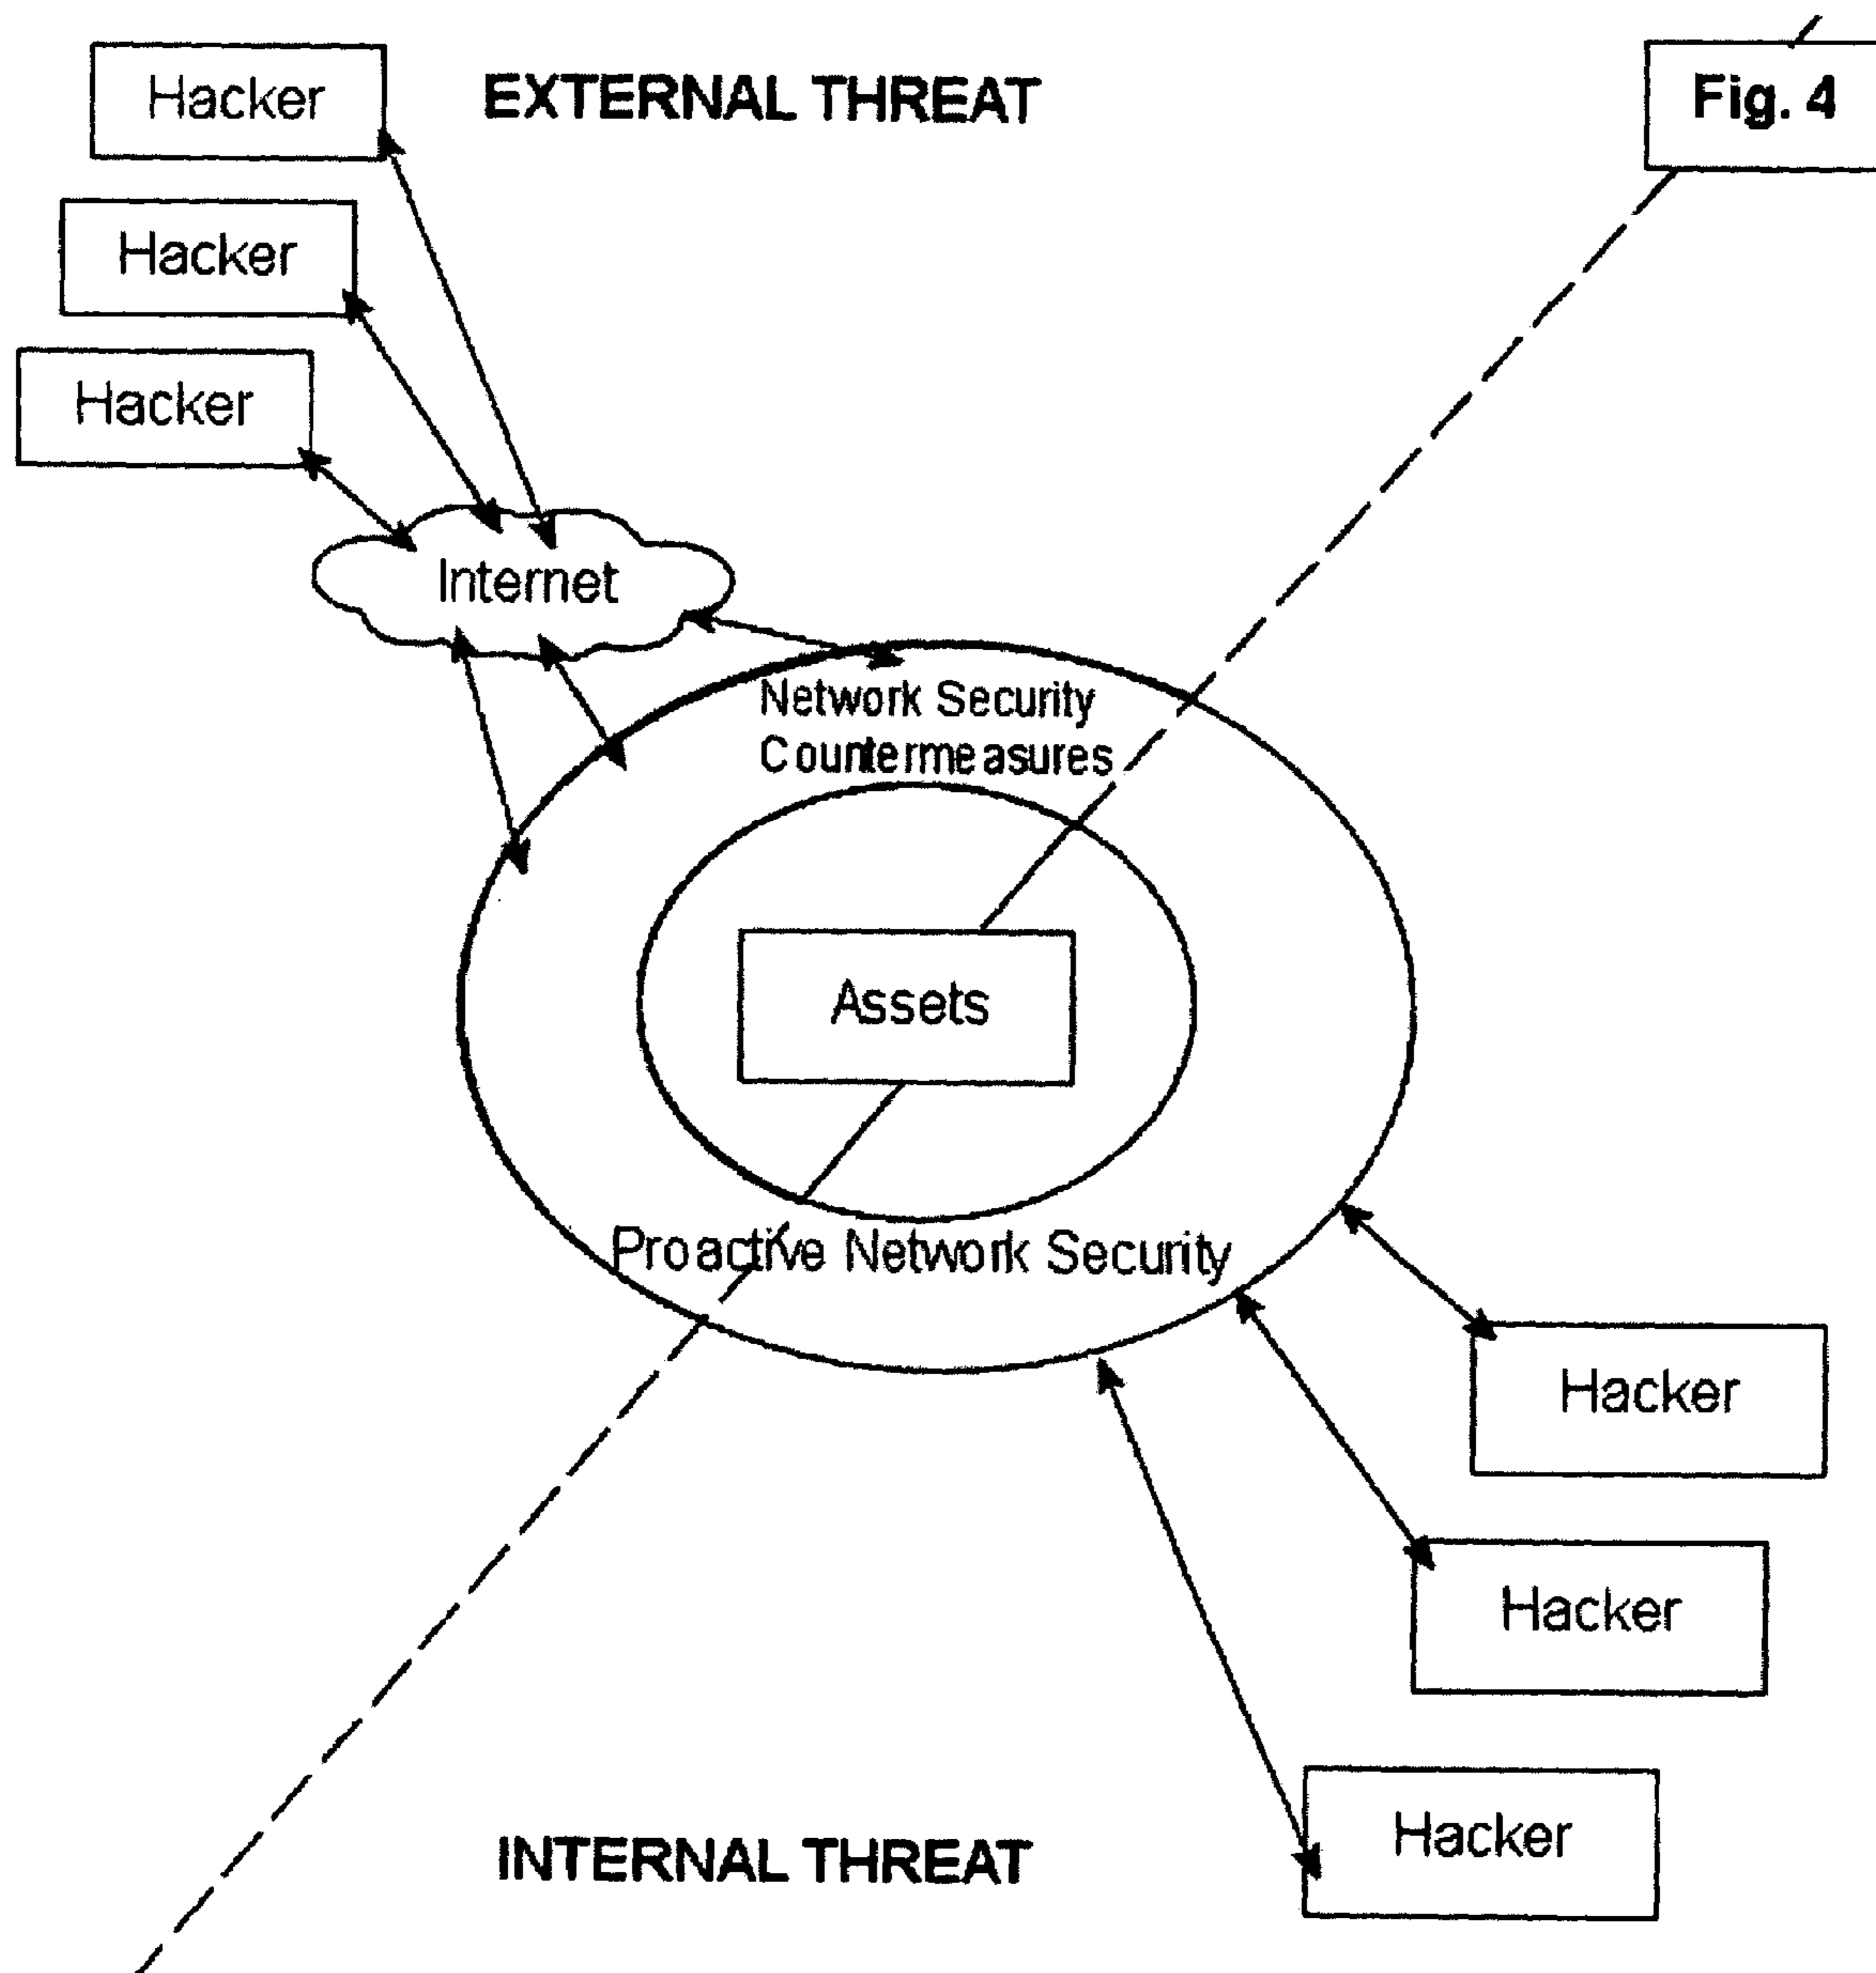 Hacker
EXTERNAL THREAT
Fig. 4
Hacker
Hacker
Internet
Network Security
Countermeasures
Assets
Proactive Network Security
Hacker
Hacker
Hacker
INTERNAL THREAT